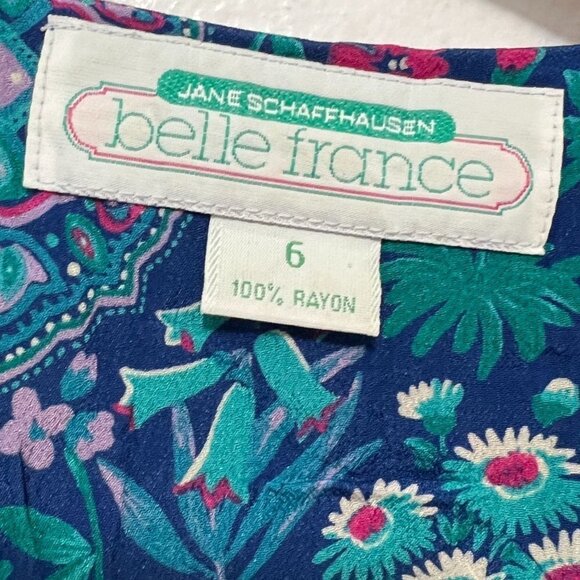 JANE SCHAFFHAUSEN
belle france
6
100% RAYON